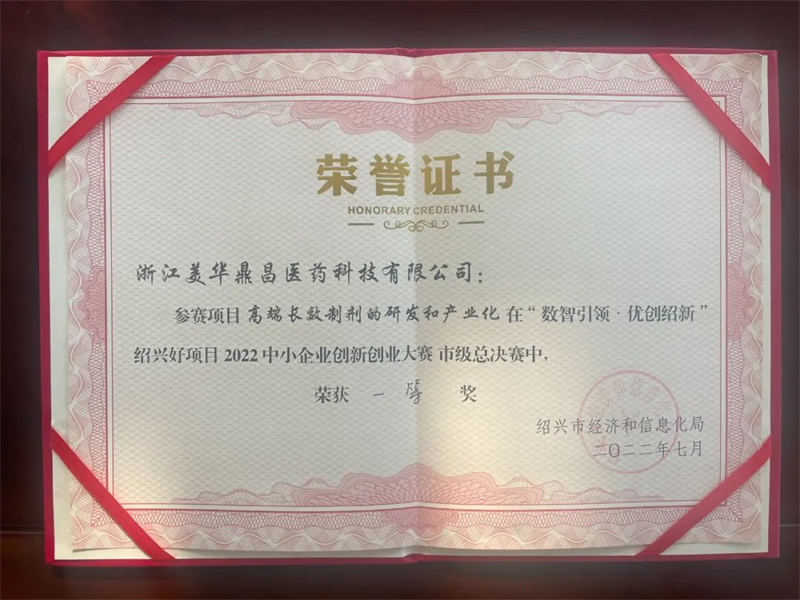 荣誉证书
HONORARY CREDENTIAL
浙江美华鼎昌医药科技有限公司：
参赛项目 高端长效制剂的研发和产业化 在“数智引领·优创绍新”
绍兴好项目 2022 中小企业创新创业大赛 市级总决赛中，
荣获 一等 奖
绍兴市经济和信息化局
二〇二二年七月